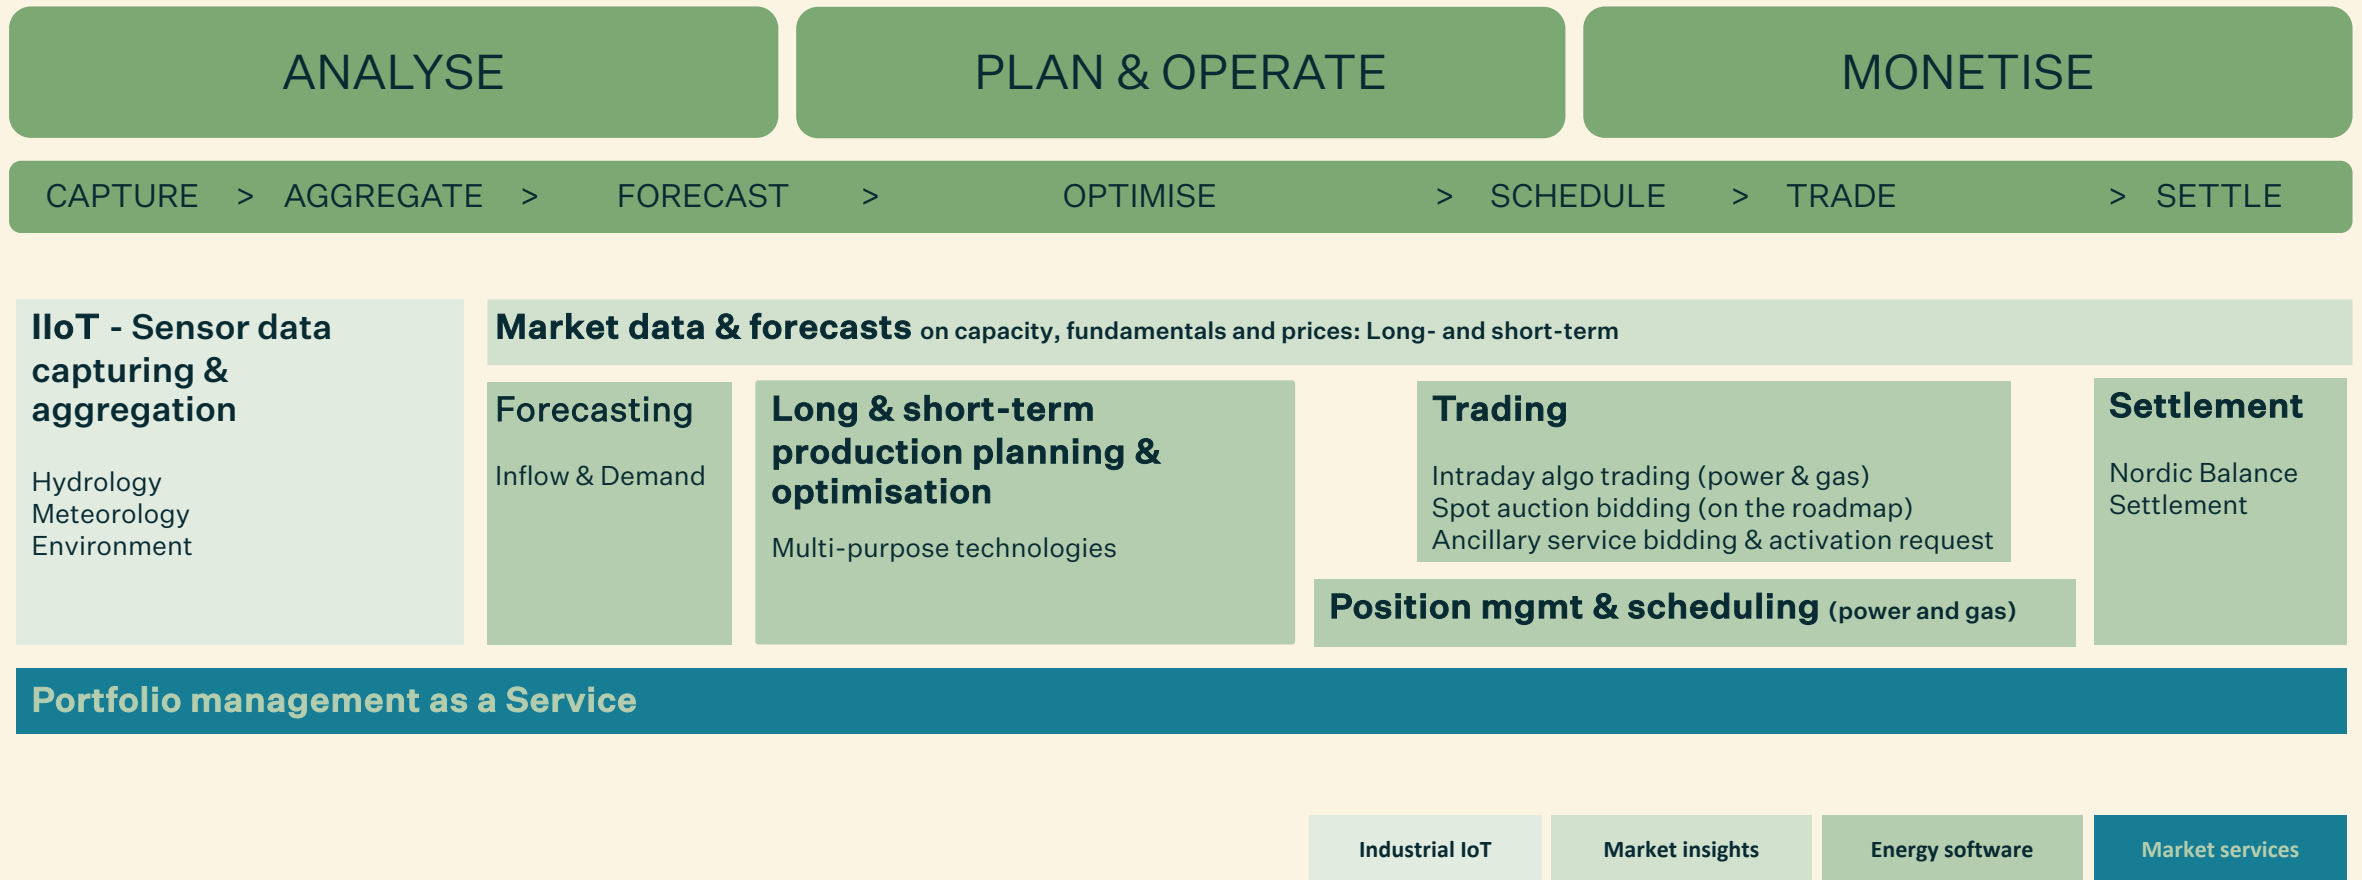 ANALYSE
PLAN & OPERATE
MONETISE
CAPTURE > AGGREGATE > FORECAST > OPTIMISE > SCHEDULE > TRADE > SETTLE
IIoT - Sensor data
capturing &
aggregation
Hydrology
Meteorology
Environment
Market data & forecasts on capacity, fundamentals and prices: Long- and short-term
Forecasting
Inflow & Demand
Long & short-term
production planning &
optimisation
Multi-purpose technologies
Trading
Intraday algo trading (power & gas)
Spot auction bidding (on the roadmap)
Ancillary service bidding & activation request
Position mgmt & scheduling (power and gas)
Settlement
Nordic Balance
Settlement
Portfolio management as a Service
Industrial IoT
Market insights
Energy software
Market services